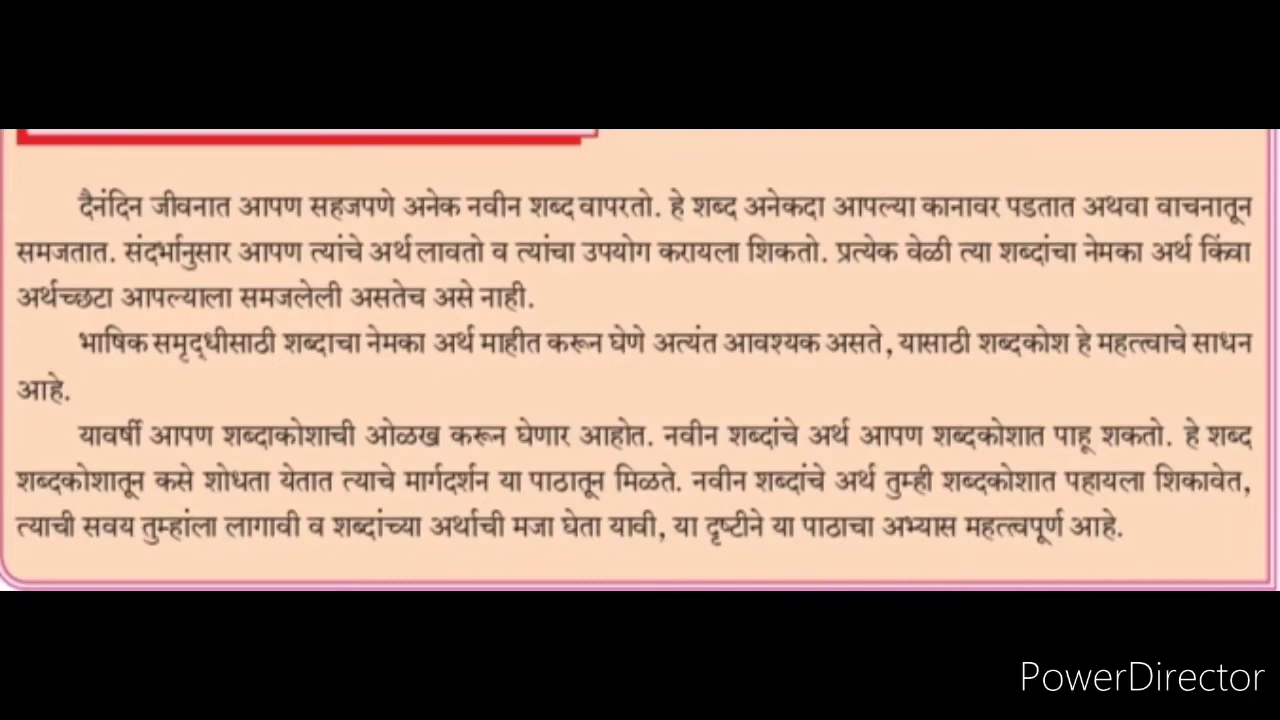 दैनंदिन जीवनात आपण सहजपणे अनेक नवीन शब्द वापरतो. हे शब्द अनेकदा आपल्या कानावर पडतात अथवा वाचनातून
समजतात. संदर्भानुसार आपण त्यांचे अर्थ लावतो व त्यांचा उपयोग करायला शिकतो. प्रत्येक वेळी त्या शब्दांचा नेमका अर्थ किंवा
अर्थच्छटा आपल्याला समजलेली असतेच असे नाही.
भाषिक समृद्धीसाठी शब्दाचा नेमका अर्थ माहीत करून घेणे अत्यंत आवश्यक असते, यासाठी शब्दकोश हे महत्त्वाचे साधन
आहे.
यावर्षी आपण शब्दाकोशाची ओळख करून घेणार आहोत. नवीन शब्दांचे अर्थ आपण शब्दकोशात पाहू शकतो. हे शब्द
शब्दकोशातून कसे शोधता येतात त्याचे मार्गदर्शन या पाठातून मिळते. नवीन शब्दांचे अर्थ तुम्ही शब्दकोशात पहायला शिकावेत,
त्याची सवय तुम्हांला लागावी व शब्दांच्या अर्थाची मजा घेता यावी, या दृष्टीने या पाठाचा अभ्यास महत्त्वपूर्ण आहे.
PowerDirector